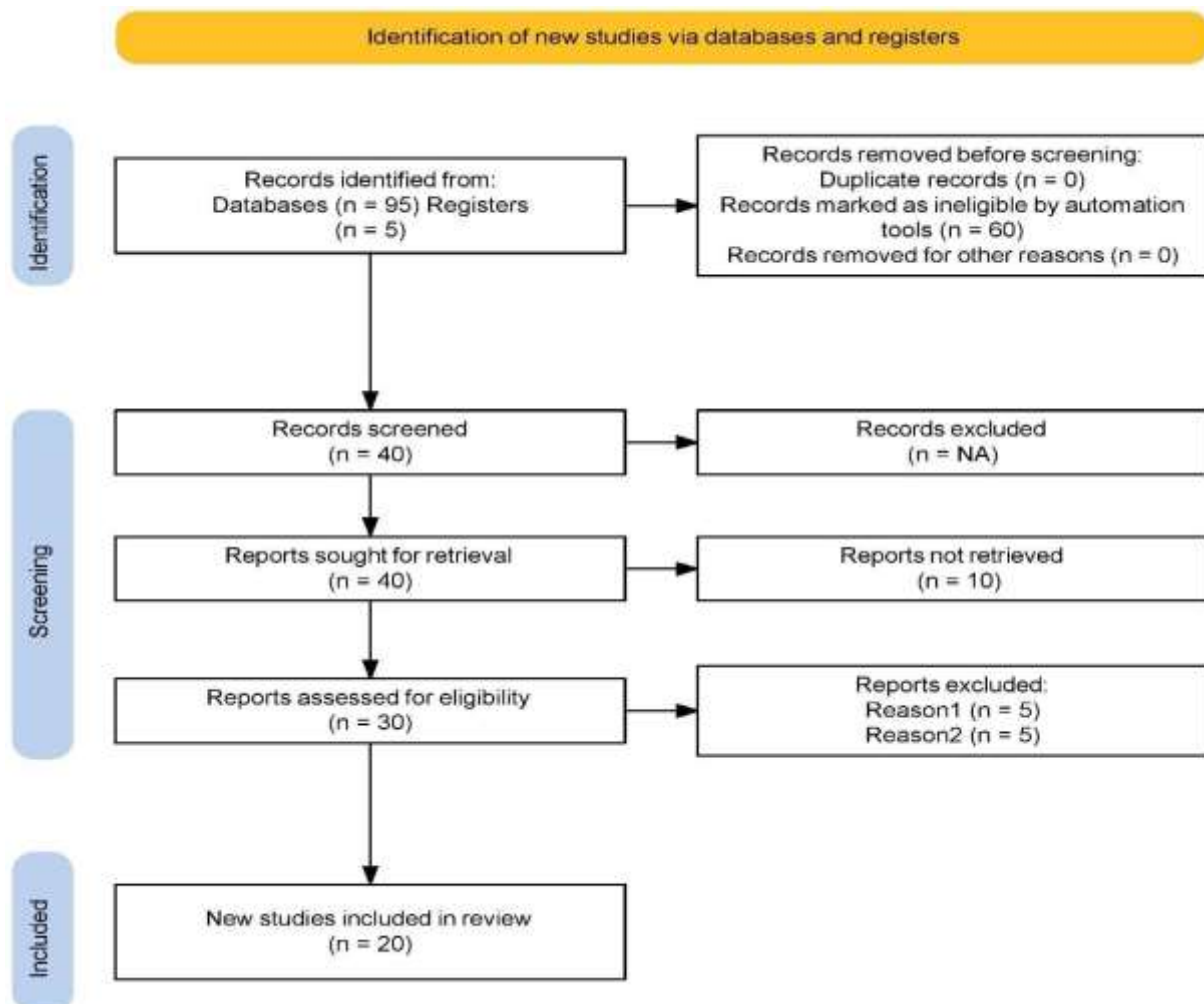 Identification of new studies via databases and registers
Identification
Records identified from:
Databases (n = 95) Registers
(n = 5)
Records removed before screening:
Duplicate records (n = 0)
Records marked as ineligible by automation
tools (n = 60)
Records removed for other reasons (n = 0)
Screening
Records screened
(n = 40)
Records excluded
(n = NA)
Reports sought for retrieval
(n = 40)
Reports not retrieved
(n = 10)
Reports assessed for eligibility
(n = 30)
Reports excluded:
Reason1 (n = 5)
Reason2 (n = 5)
Included
New studies included in review
(n = 20)